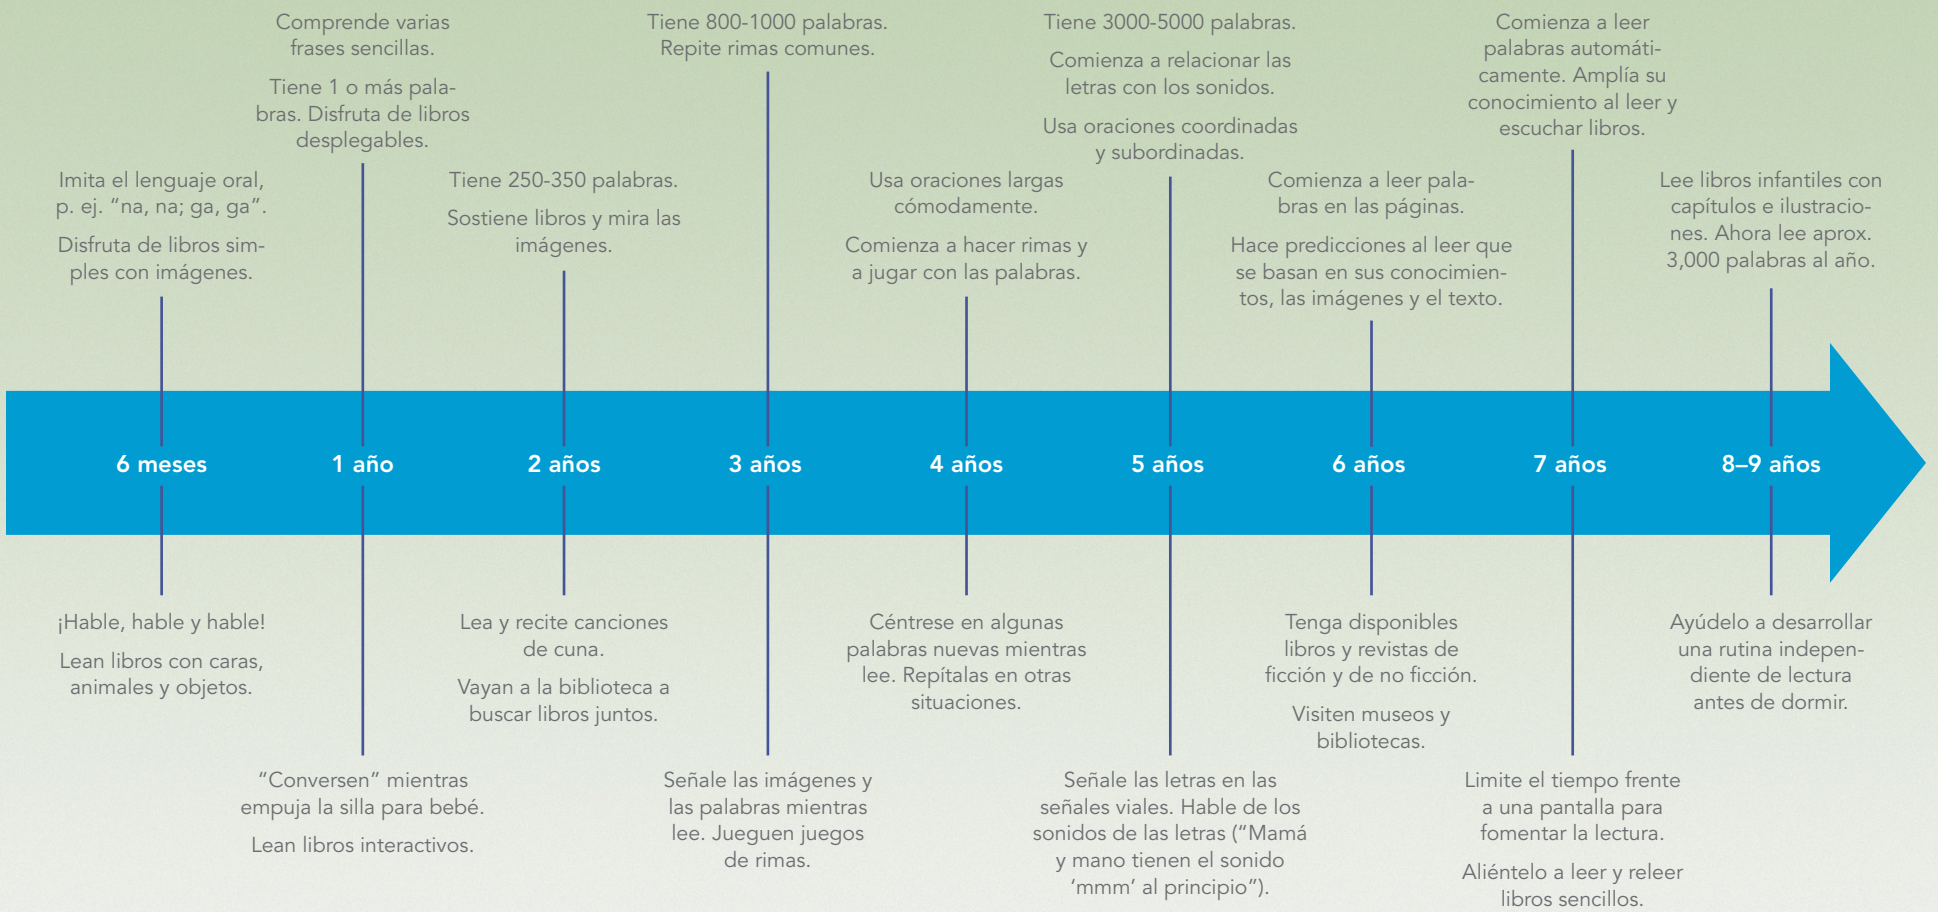 Comprende varias
frases sencillas.
Tiene 1 o más pala-
bras. Disfruta de libros
desplegables.
Tiene 800-1000 palabras.
Repite rimas comunes.
Tiene 3000-5000 palabras.
Comienza a relacionar las
letras con los sonidos.
Usa oraciones coordinadas
y subordinadas.
Comienza a leer
palabras automáti-
camente. Amplía su
conocimiento al leer y
escuchar libros.
Imita el lenguaje oral,
p. ej. “na, na; ga, ga”.
Disfruta de libros sim-
ples con imágenes.
Tiene 250-350 palabras.
Sostiene libros y mira las
imágenes.
Usa oraciones largas
cómodamente.
Comienza a hacer rimas y
a jugar con las palabras.
Comienza a leer pala-
bras en las páginas.
Hace predicciones al leer que
se basan en sus conocimien-
tos, las imágenes y el texto.
Lee libros infantiles con
capítulos e ilustracio-
nes. Ahora lee aprox.
3,000 palabras al año.
6 meses
1 año
2 años
3 años
4 años
5 años
6 años
7 años
8–9 años
¡Hable, hable y hable!
Lean libros con caras,
animales y objetos.
Lea y recite canciones
de cuna.
Vayan a la biblioteca a
buscar libros juntos.
Céntrese en algunas
palabras nuevas mientras
lee. Repítalas en otras
situaciones.
Tenga disponibles
libros y revistas de
ficción y de no ficción.
Visiten museos y
bibliotecas.
Ayúdelo a desarrollar
una rutina indepen-
diente de lectura
antes de dormir.
“Conversen” mientras
empuja la silla para bebé.
Lean libros interactivos.
Señale las imágenes y
las palabras mientras
lee. Jueguen juegos
de rimas.
Señale las letras en las
señales viales. Hable de los
sonidos de las letras (“Mamá
y mano tienen el sonido
‘mmm’ al principio”).
Limite el tiempo frente
a una pantalla para
fomentar la lectura.
Aliéntelo a leer y releer
libros sencillos.